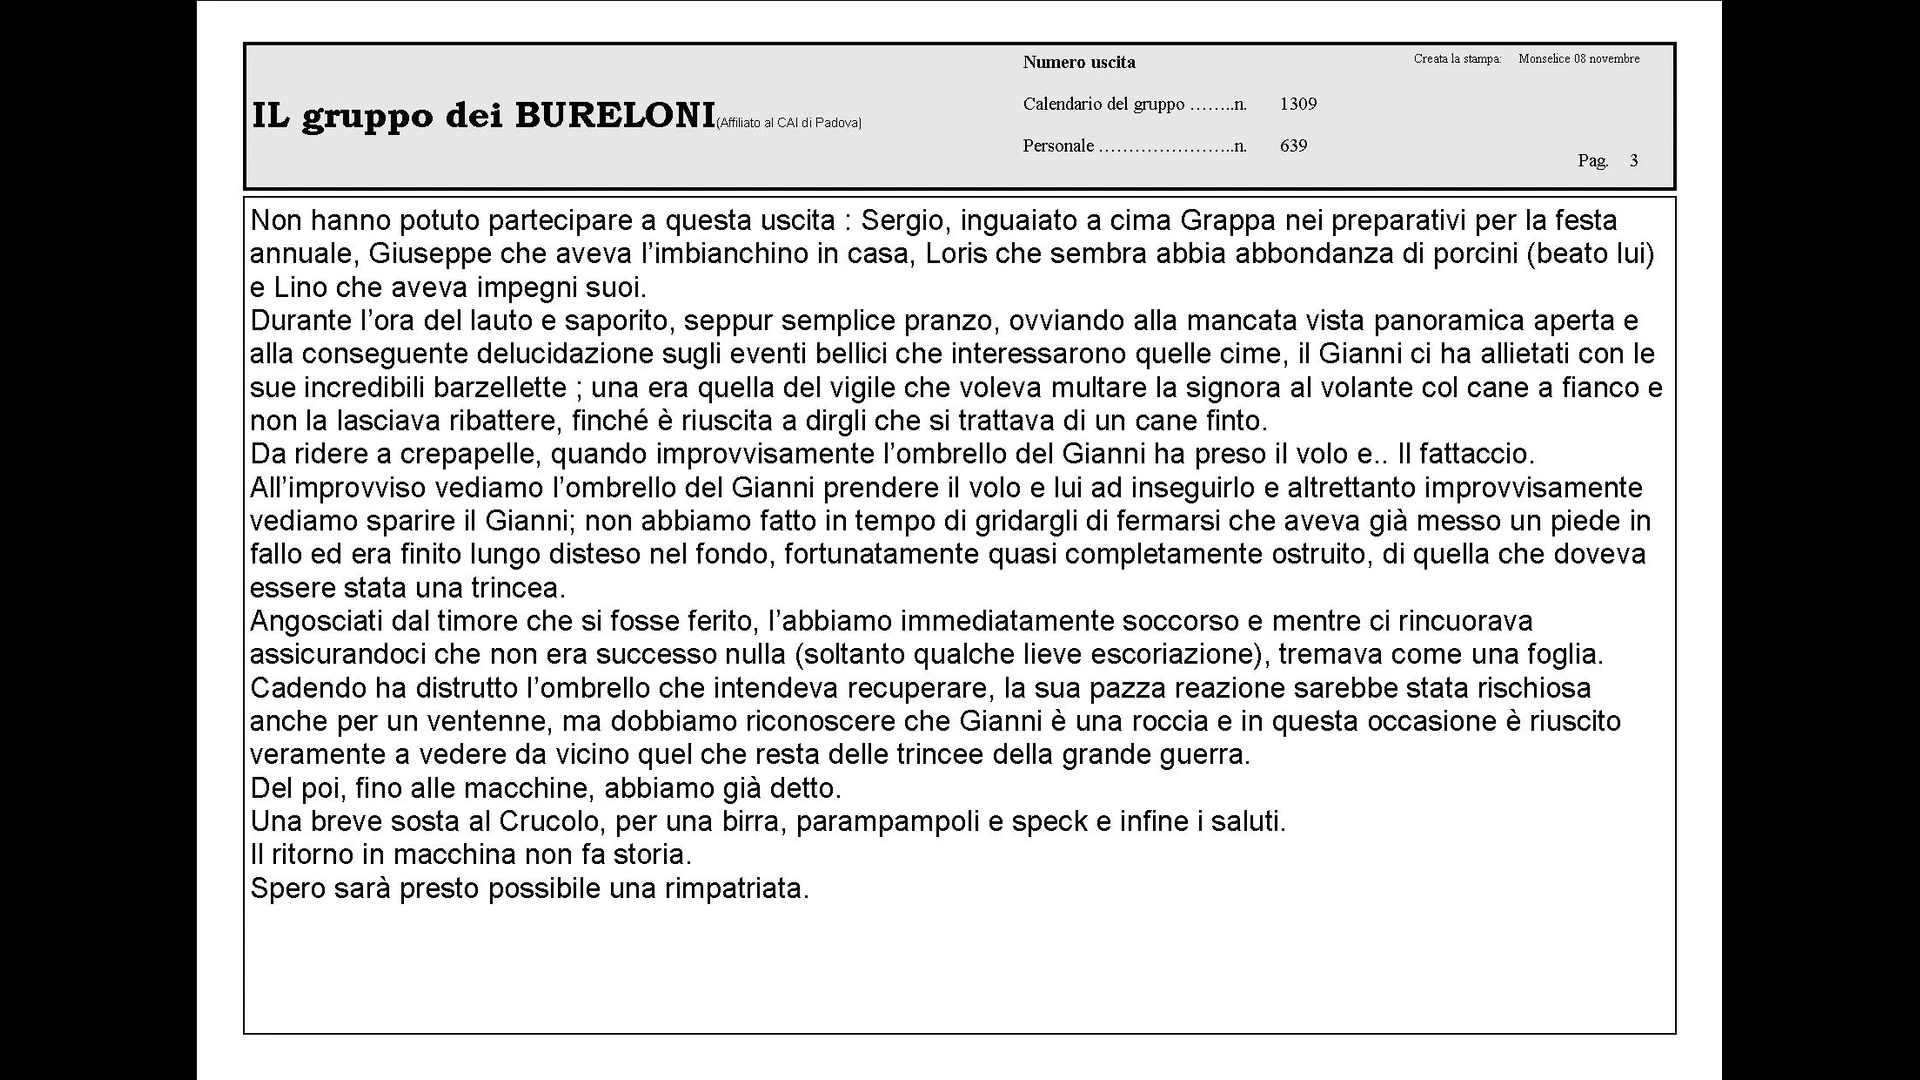 Numero uscita
Creata la stampa: Monselice 08 novembre
IL gruppo dei BURELONI(Affiliato al CAI di Padova)
Calendario del gruppo ……..n. 1309
Personale …………………..n. 639
Pag. 3
Non hanno potuto partecipare a questa uscita : Sergio, inguaiato a cima Grappa nei preparativi per la festa
annuale, Giuseppe che aveva l’imbianchino in casa, Loris che sembra abbia abbondanza di porcini (beato lui)
e Lino che aveva impegni suoi.
Durante l’ora del lauto e saporito, seppur semplice pranzo, ovviando alla mancata vista panoramica aperta e
alla conseguente delucidazione sugli eventi bellici che interessarono quelle cime, il Gianni ci ha allietati con le
sue incredibili barzellette ; una era quella del vigile che voleva multare la signora al volante col cane a fianco e
non la lasciava ribattere, finché è riuscita a dirgli che si trattava di un cane finto.
Da ridere a crepapelle, quando improvvisamente l’ombrello del Gianni ha preso il volo e.. Il fattaccio.
All’improvviso vediamo l’ombrello del Gianni prendere il volo e lui ad inseguirlo e altrettanto improvvisamente
vediamo sparire il Gianni; non abbiamo fatto in tempo di gridargli di fermarsi che aveva già messo un piede in
fallo ed era finito lungo disteso nel fondo, fortunatamente quasi completamente ostruito, di quella che doveva
essere stata una trincea.
Angosciati dal timore che si fosse ferito, l’abbiamo immediatamente soccorso e mentre ci rincuorava
assicurandoci che non era successo nulla (soltanto qualche lieve escoriazione), tremava come una foglia.
Cadendo ha distrutto l’ombrello che intendeva recuperare, la sua pazza reazione sarebbe stata rischiosa
anche per un ventenne, ma dobbiamo riconoscere che Gianni è una roccia e in questa occasione è riuscito
veramente a vedere da vicino quel che resta delle trincee della grande guerra.
Del poi, fino alle macchine, abbiamo già detto.
Una breve sosta al Crucolo, per una birra, parampampoli e speck e infine i saluti.
Il ritorno in macchina non fa storia.
Spero sarà presto possibile una rimpatriata.